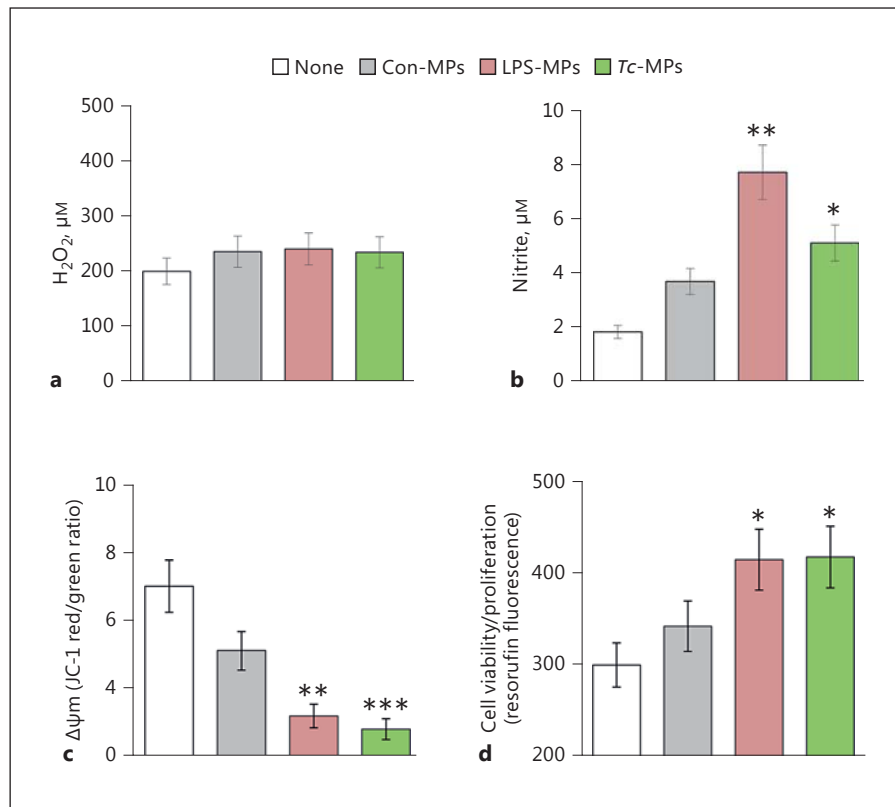 None Con-MPs LPS-MPs Tc-MPs
500
400
300
200
100
0
H₂O₂, µM
a
10
8
6
4
2
0
Nitrite, µM
**
*
b
10
8
6
4
0
Δψm (JC-1 red/green ratio)
**
***
c
500
400
300
200
Cell viability/proliferation
(resorufin fluorescence)
*
*
d